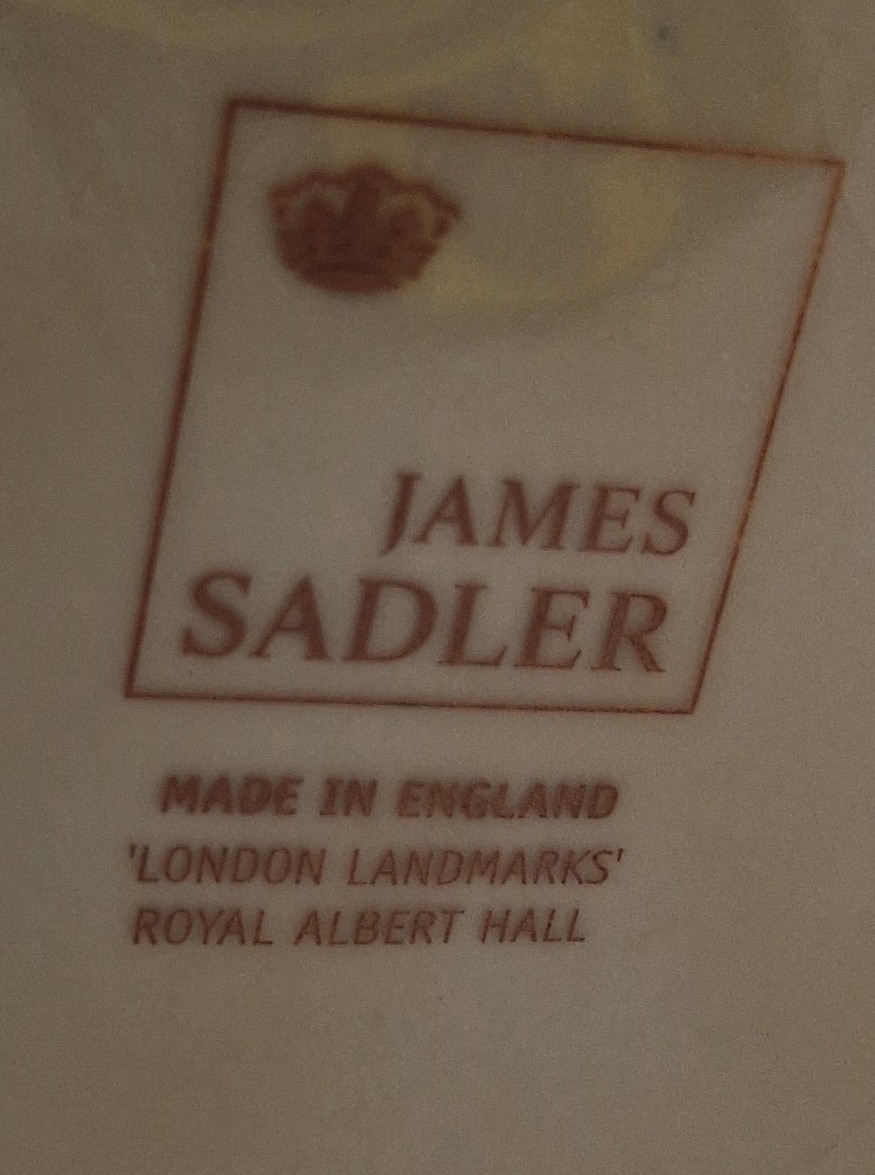 JAMES
SADLER
MADE IN ENGLAND
'LONDON LANDMARKS'
ROYAL ALBERT HALL